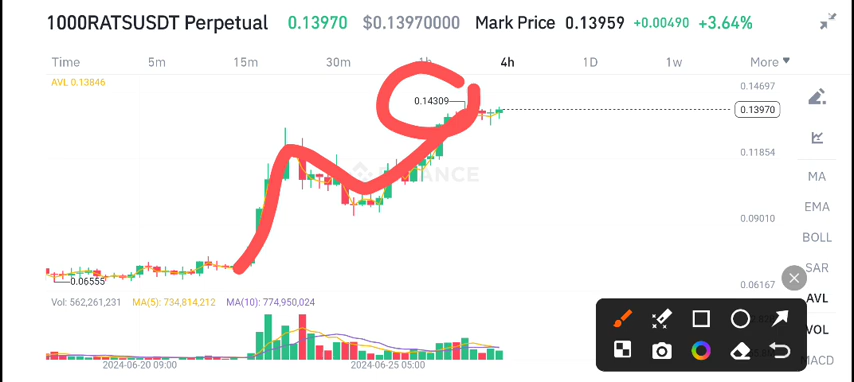 1000RATSUSDT Perpetual 0.13970 $0.13970000 Mark Price 0.13959 +0.00490 +3.64%
Time 5m 15m 30m 1h 4h 1D 1w More
AVL 0.13846
0.14697
0.14309
0.13970
0.11854
BINANCE
MA
EMA
0.09010
BOLL
SAR
0.06555
0.06167
AVL
Vol: 562,261,231 MA(5): 734,814,212 MA(10): 774,950,024
VOL
MACD
2024-06-20 09:00 2024-06-25 05:00